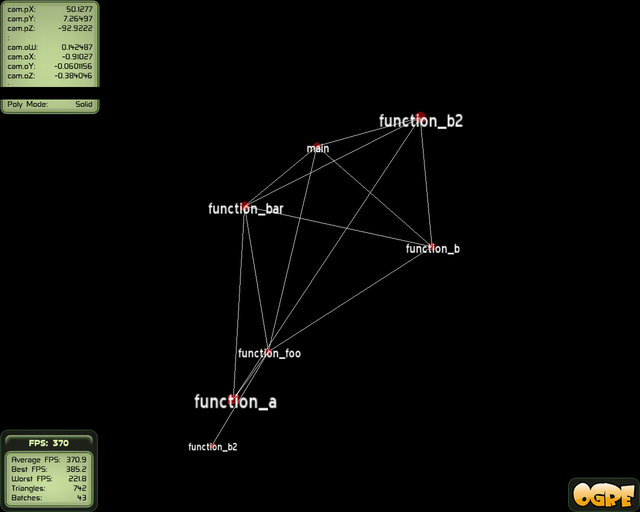 cam.pX: 50.1277
cam.pY: 7.26497
cam.pZ: -92.9222
:
cam.oW: 0.142487
cam.oX: -0.91027
cam.oY: -0.0601156
cam.oZ: -0.384046
Poly Mode: Solid
function_b2
main
function_bar
function_b
function_foo
function_a
function_b2
FPS: 370
Average FPS: 370.9
Best FPS: 385.2
Worst FPS: 221.8
Triangles: 742
Batches: 43
OGRE